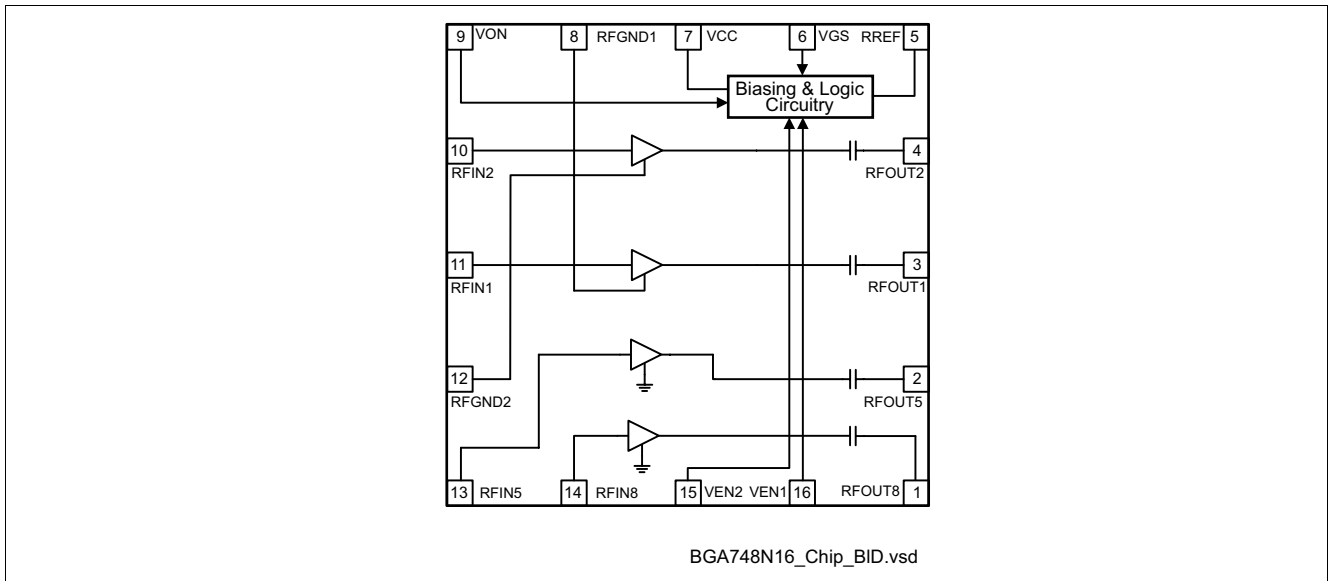 9 VON 8 RFGND1 7 VCC 6 VGS RREF 5
Biasing & Logic
Circuitry
10 4
RFIN2 RFOUT2
11 3
RFIN1 RFOUT1
12 2
RFGND2 RFOUT5
13 RFIN5 14 RFIN8 15 VEN2 VEN1 16 RFOUT8 1
BGA748N16_Chip_BID.vsd